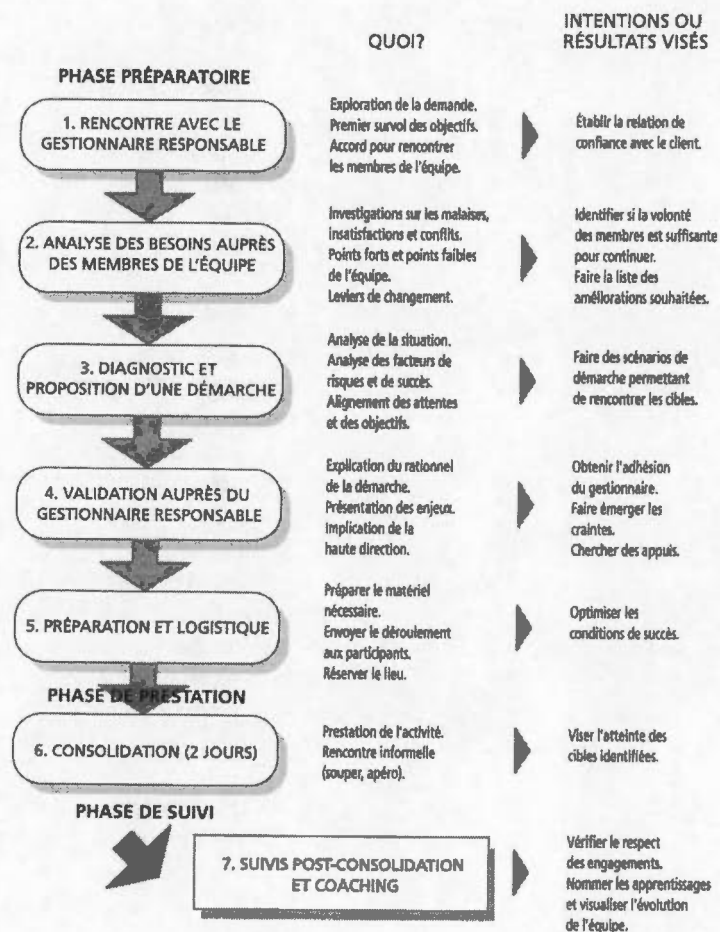 QUOI?
INTENTIONS OU
RÉSULTATS VISÉS
PHASE PRÉPARATOIRE
1. RENCONTRE AVEC LE
GESTIONNAIRE RESPONSABLE
Exploration de la demande.
Premier survol des objectifs.
Accord pour rencontrer
les membres de l'équipe.
Établir la relation de
confiance avec le client.
2. ANALYSE DES BESOINS AUPRÈS
DES MEMBRES DE L'ÉQUIPE
Investigations sur les malaises,
insatisfactions et conflits.
Points forts et points faibles
de l'équipe.
Leviers de changement.
Identifier si la volonté
des membres est suffisante
pour continuer.
Faire la liste des
améliorations souhaitées.
3. DIAGNOSTIC ET
PROPOSITION D'UNE DÉMARCHE
Analyse de la situation.
Analyse des facteurs de
risques et de succès.
Alignement des attentes
et des objectifs.
Faire des scénarios de
démarche permettant
de rencontrer les cibles.
4. VALIDATION AUPRÈS DU
GESTIONNAIRE RESPONSABLE
Explication du rationnel
de la démarche.
Présentation des enjeux.
Implication de la
haute direction.
Obtenir l'adhésion
du gestionnaire.
Faire émerger les
craintes.
Chercher des appuis.
5. PRÉPARATION ET LOGISTIQUE
Préparer le matériel
nécessaire.
Envoyer le déroulement
aux participants.
Réserver le lieu.
Optimiser les
conditions de succès.
PHASE DE PRESTATION
6. CONSOLIDATION (2 JOURS)
Prestation de l'activité.
Rencontre informelle
(souper, apéro).
Viser l'atteinte des
cibles identifiées.
PHASE DE SUIVI
7. SUIVIS POST-CONSOLIDATION
ET COACHING
Vérifier le respect
des engagements.
Nommer les apprentissages
et visualiser l'évolution
de l'équipe.